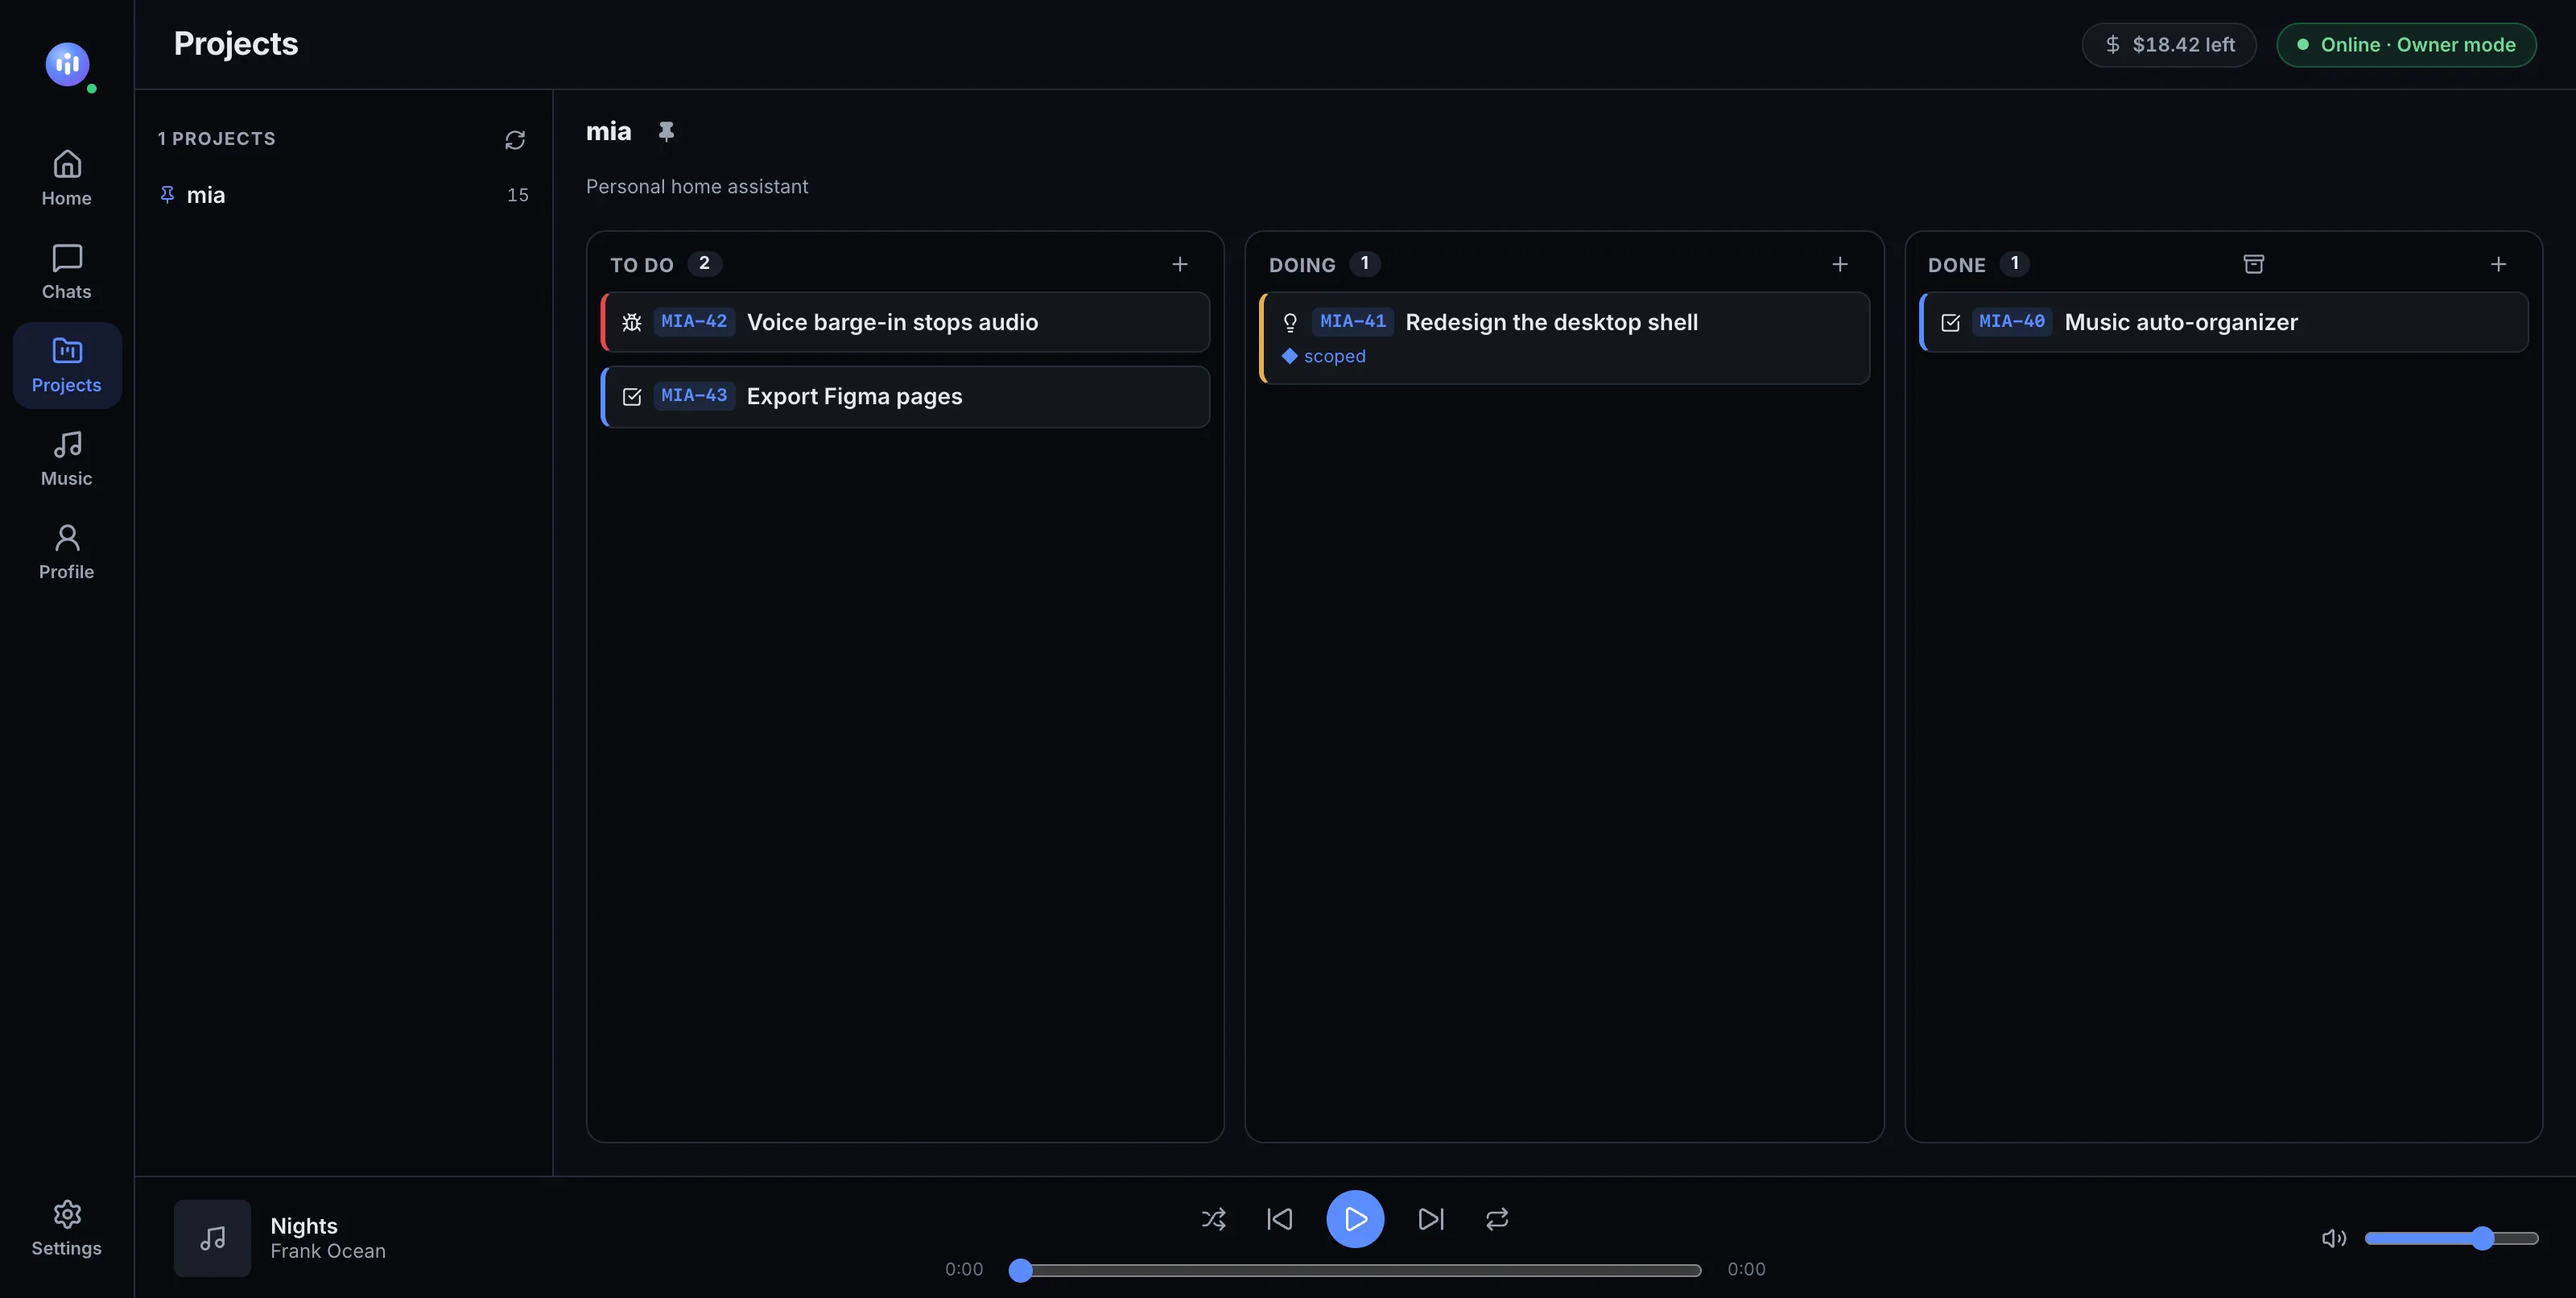 Projects
$18.42 left
Online · Owner mode
Home
Chats
Projects
Music
Profile
Settings
1 PROJECTS
mia
15
mia
Personal home assistant
TO DO 2
MIA-42 Voice barge-in stops audio
MIA-43 Export Figma pages
DOING 1
MIA-41 Redesign the desktop shell
scoped
DONE 1
MIA-40 Music auto-organizer
Nights
Frank Ocean
0:00
0:00